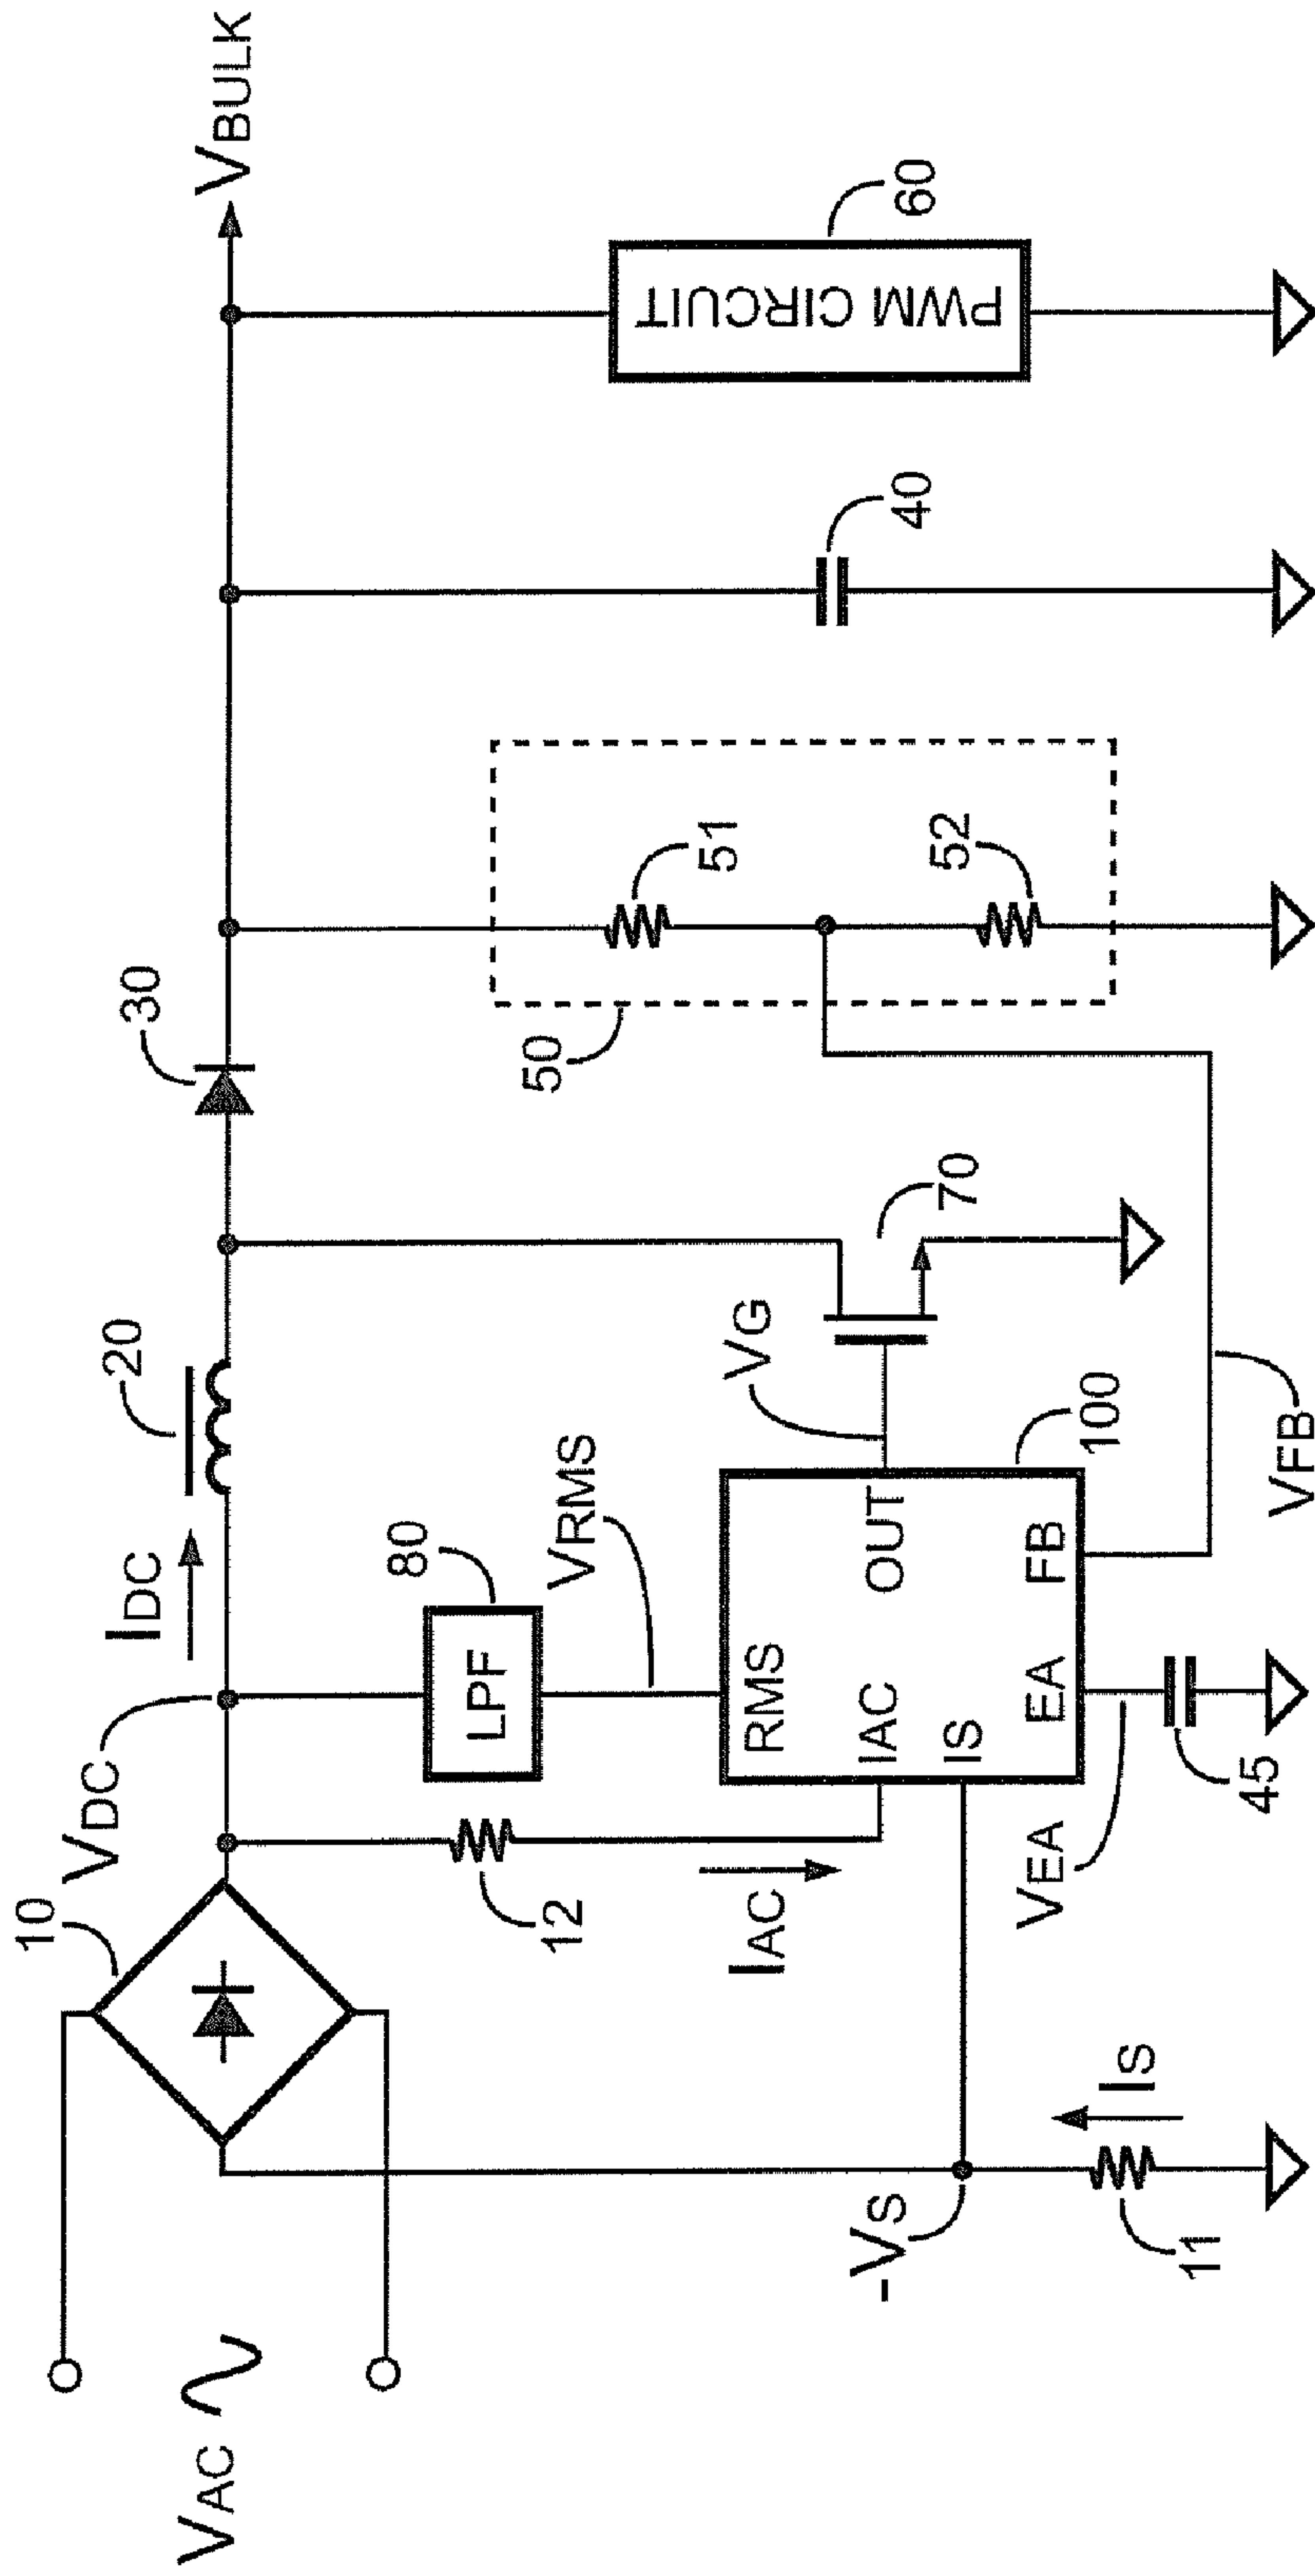 VAC
10
VDC
IDC
20
30
VBULK
12
IAC
80
LPF
VRMS
RMS
IAC
IS
OUT
EA
FB
100
VG
70
50
51
52
40
60
PWM CIRCUIT
-VS
IS
11
VEA
45
VFB